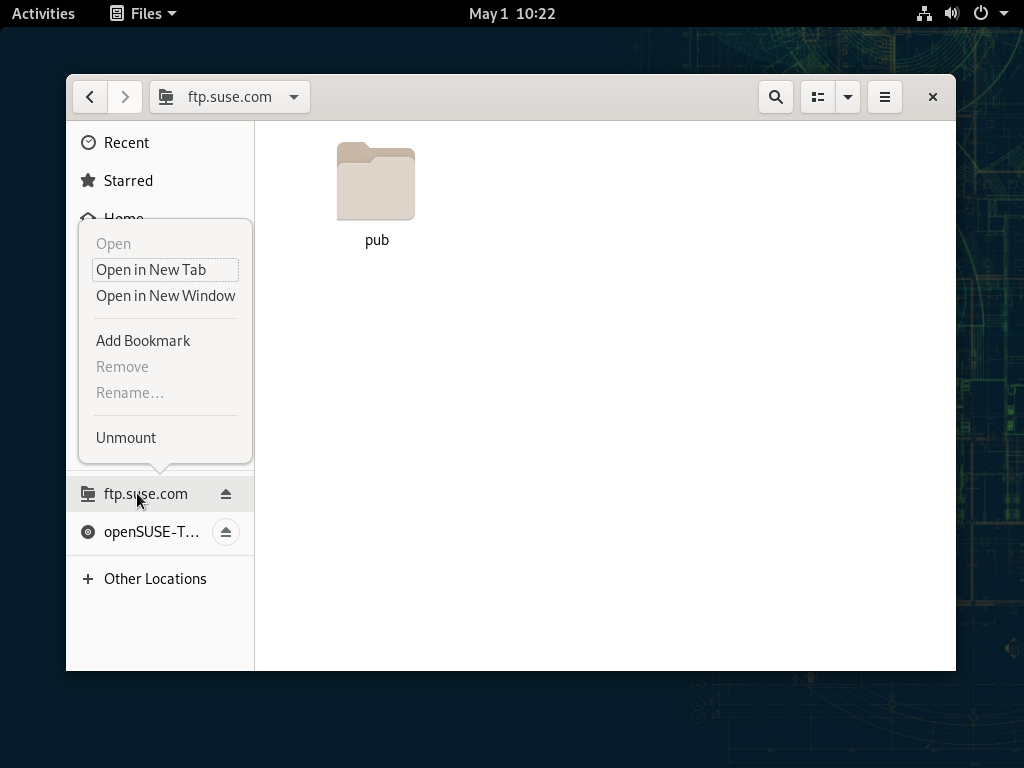 Activities
Files
May 1 10:22
ftp.suse.com
Recent
Starred
Home
Open
Open in New Tab
Open in New Window
Add Bookmark
Remove
Rename…
Unmount
ftp.suse.com
openSUSE-T…
Other Locations
pub